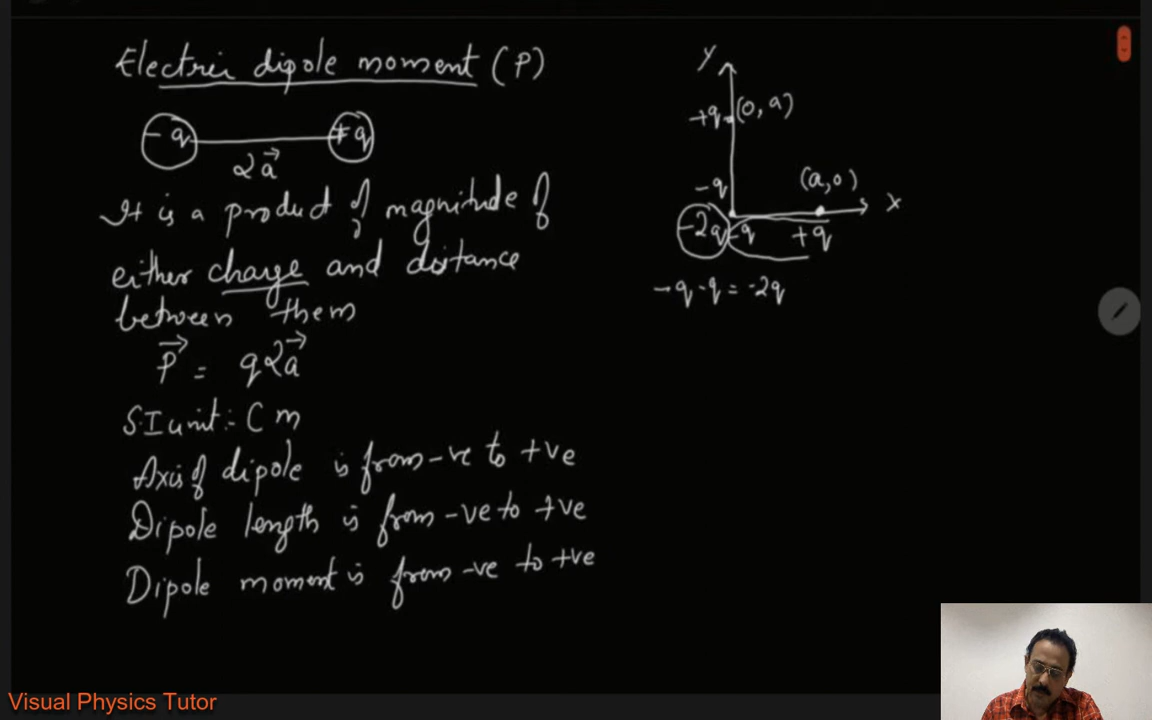 Electric dipole moment (P)
-q +q
2a⃗
It is a product of magnitude of
either charge and distance
between them
P⃗ = q2a⃗
S.I unit:- C m
Axis of dipole is from -ve to +ve
Dipole length is from -ve to +ve
Dipole moment is from -ve to +ve
Y
+q (0, a)
-q (a,0)
X
-2q -q +q
-q-q = -2q
Visual Physics Tutor